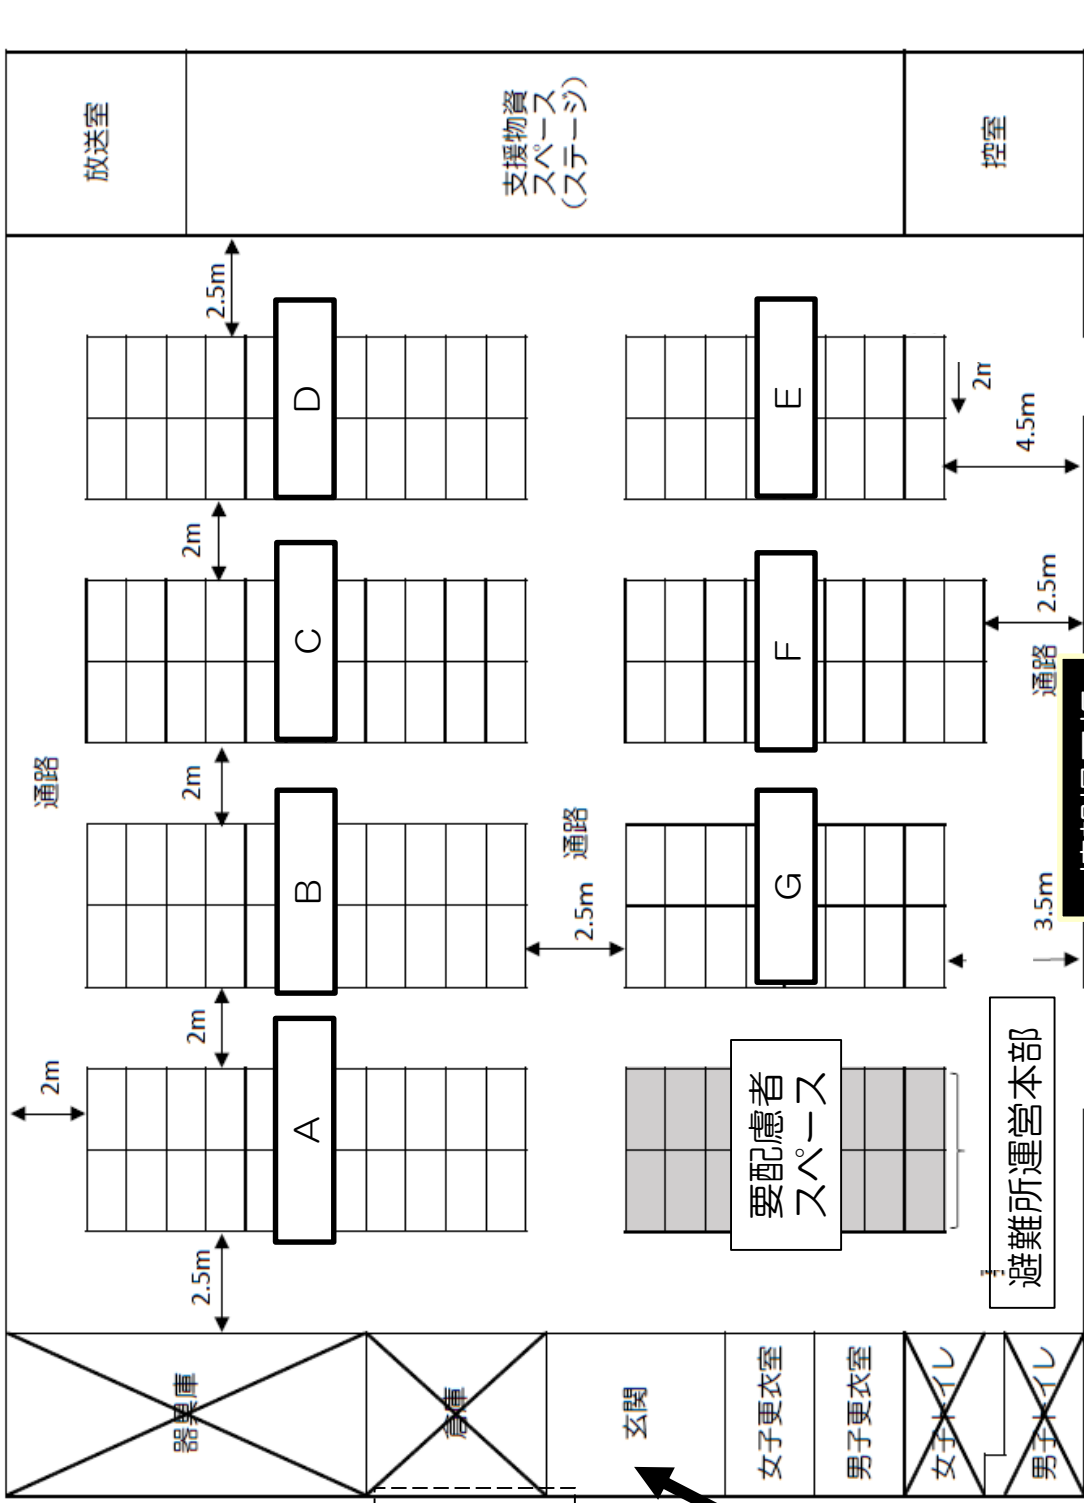 放送室
支援物資
スペース
（ステージ）
控室
2.5m
D
E
2m
4.5m
2m
C
F
2.5m
通路
通路
2m
B
通路
2.5m
G
3.5m
2m
2m
A
要配慮者
スペース
避難所運営本部
2.5m
器具庫
倉庫
玄関
女子更衣室
男子更衣室
女子トイレ
男子トイレ